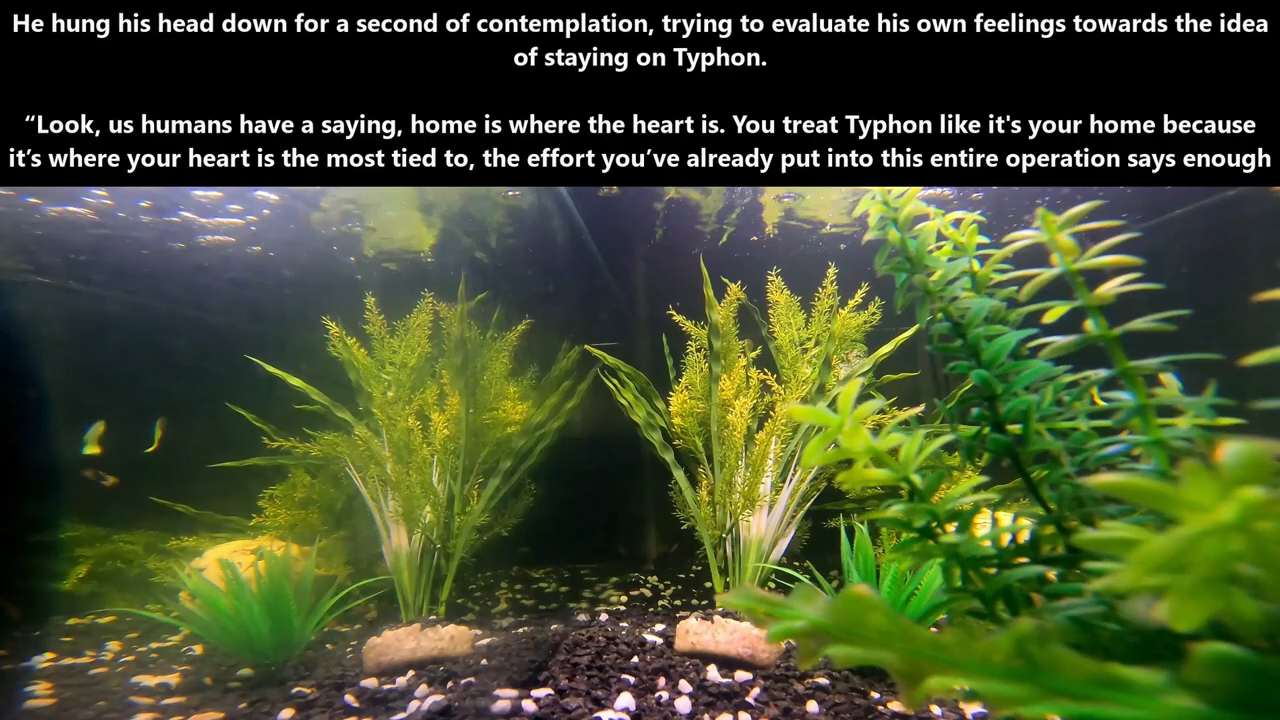 He hung his head down for a second of contemplation, trying to evaluate his own feelings towards the idea
of staying on Typhon.
“Look, us humans have a saying, home is where the heart is. You treat Typhon like it's your home because
it’s where your heart is the most tied to, the effort you’ve already put into this entire operation says enough